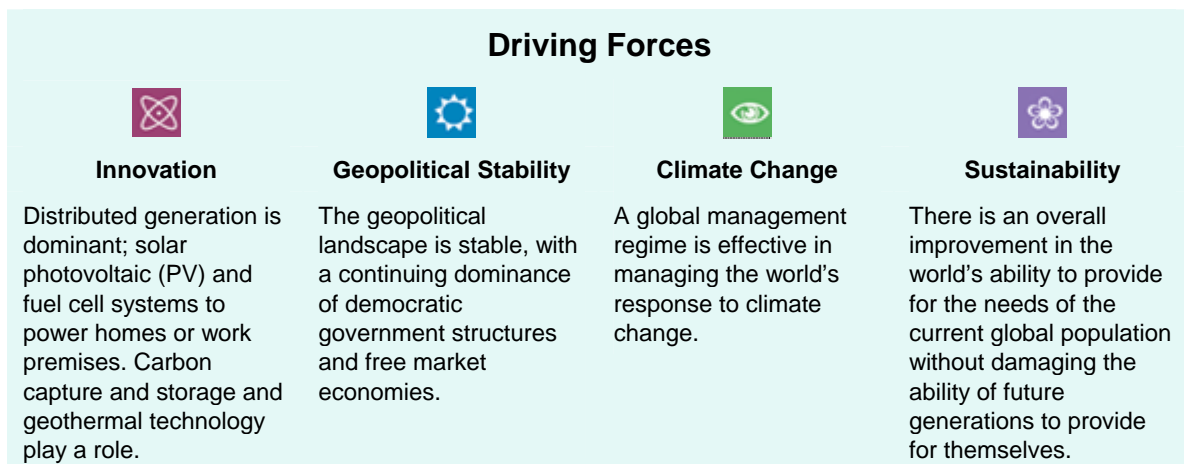 Driving Forces
Innovation
Distributed generation is
dominant; solar
photovoltaic (PV) and
fuel cell systems to
power homes or work
premises. Carbon
capture and storage and
geothermal technology
play a role.
Geopolitical Stability
The geopolitical
landscape is stable, with
a continuing dominance
of democratic
government structures
and free market
economies.
Climate Change
A global management
regime is effective in
managing the world's
response to climate
change.
Sustainability
There is an overall
improvement in the
world's ability to provide
for the needs of the
current global population
without damaging the
ability of future
generations to provide
for themselves.